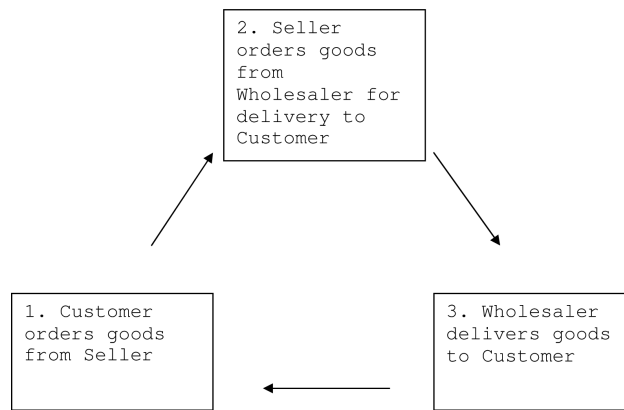 2. Seller
orders goods
from
Wholesaler for
delivery to
Customer
1. Customer
orders goods
from Seller
3. Wholesaler
delivers goods
to Customer